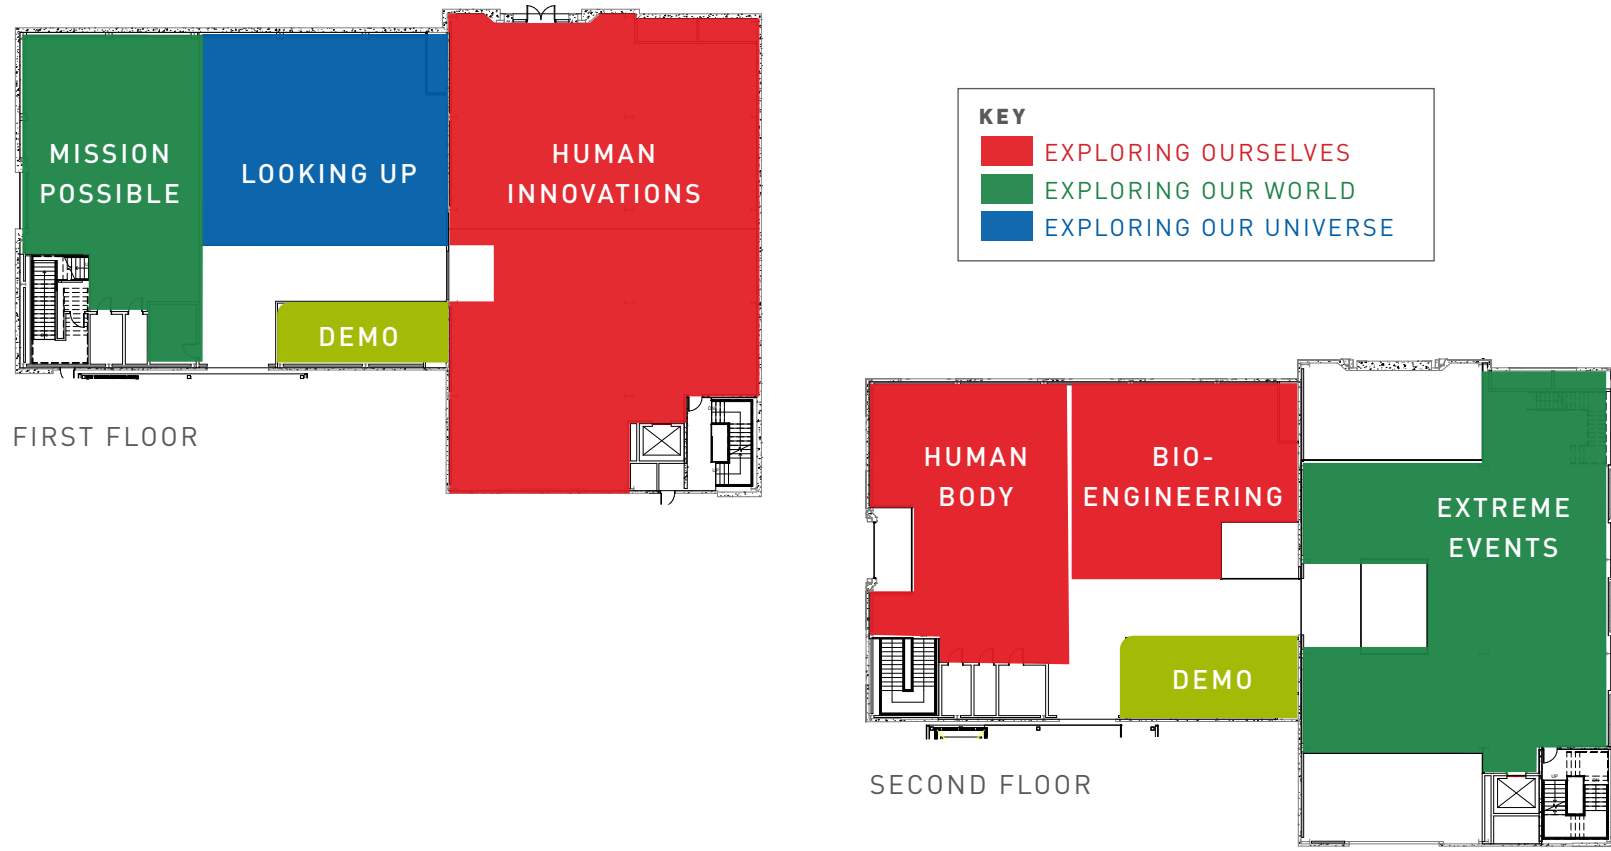 MISSION
POSSIBLE
LOOKING UP
HUMAN
INNOVATIONS
DEMO
FIRST FLOOR
KEY
EXPLORING OURSELVES
EXPLORING OUR WORLD
EXPLORING OUR UNIVERSE
HUMAN
BODY
BIO-
ENGINEERING
EXTREME
EVENTS
DEMO
SECOND FLOOR
UP